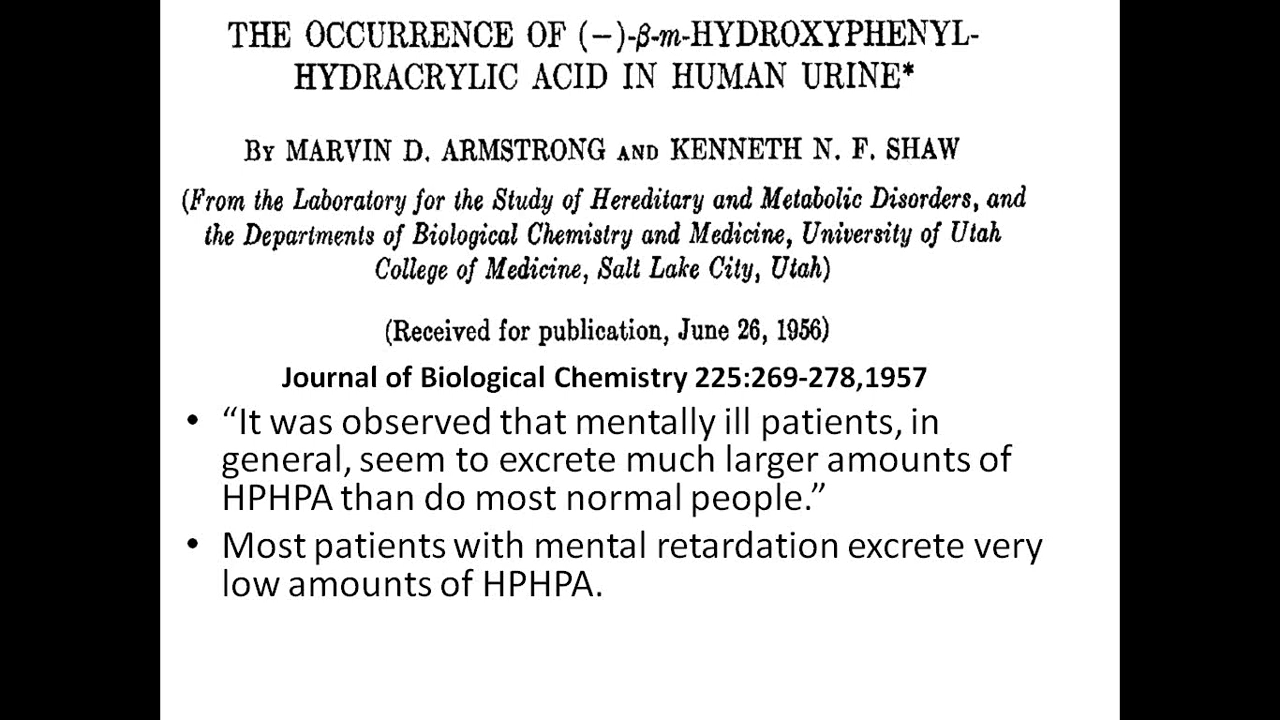 THE OCCURRENCE OF (−)-β-m-HYDROXYPHENYL-
HYDRACRYLIC ACID IN HUMAN URINE*
By MARVIN D. ARMSTRONG AND KENNETH N. F. SHAW
(From the Laboratory for the Study of Hereditary and Metabolic Disorders, and
the Departments of Biological Chemistry and Medicine, University of Utah
College of Medicine, Salt Lake City, Utah)
(Received for publication, June 26, 1956)
Journal of Biological Chemistry 225:269-278,1957
• “It was observed that mentally ill patients, in
general, seem to excrete much larger amounts of
HPHPA than do most normal people.”
• Most patients with mental retardation excrete very
low amounts of HPHPA.